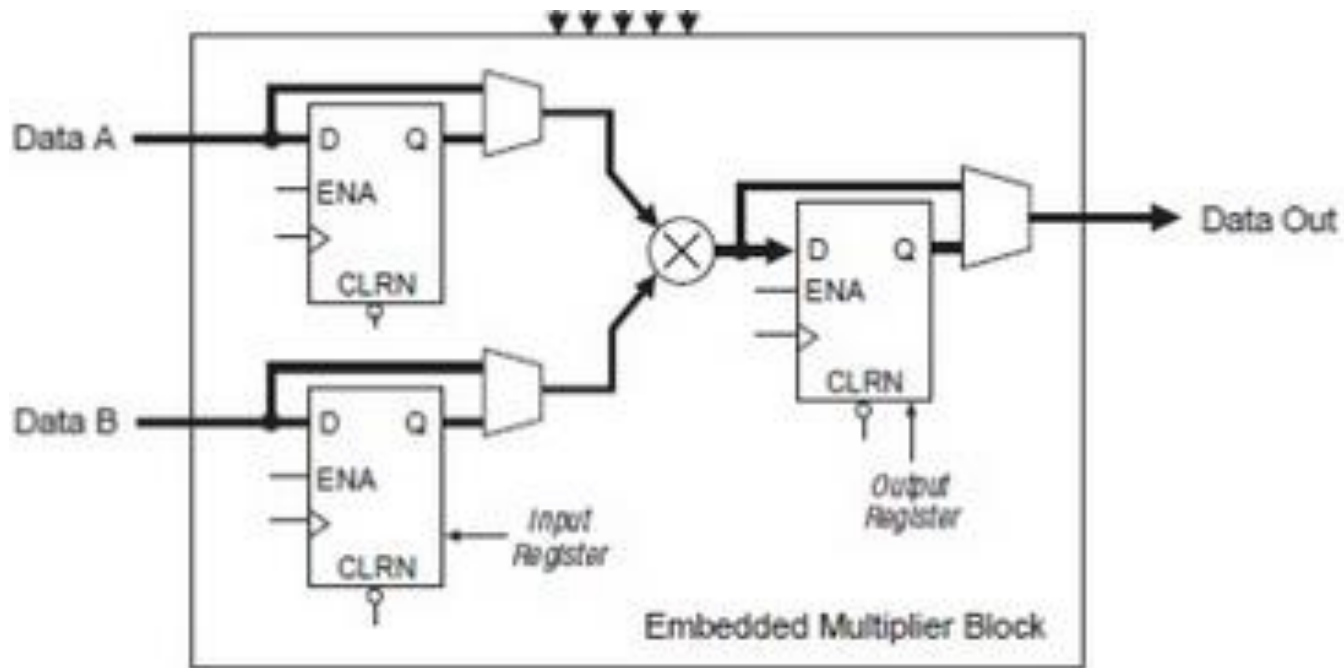 Data A
D Q
ENA
CLRN
Data B
D Q
ENA
CLRN
Input
Register
D Q
ENA
CLRN
Output
Register
Data Out
Embedded Multiplier Block